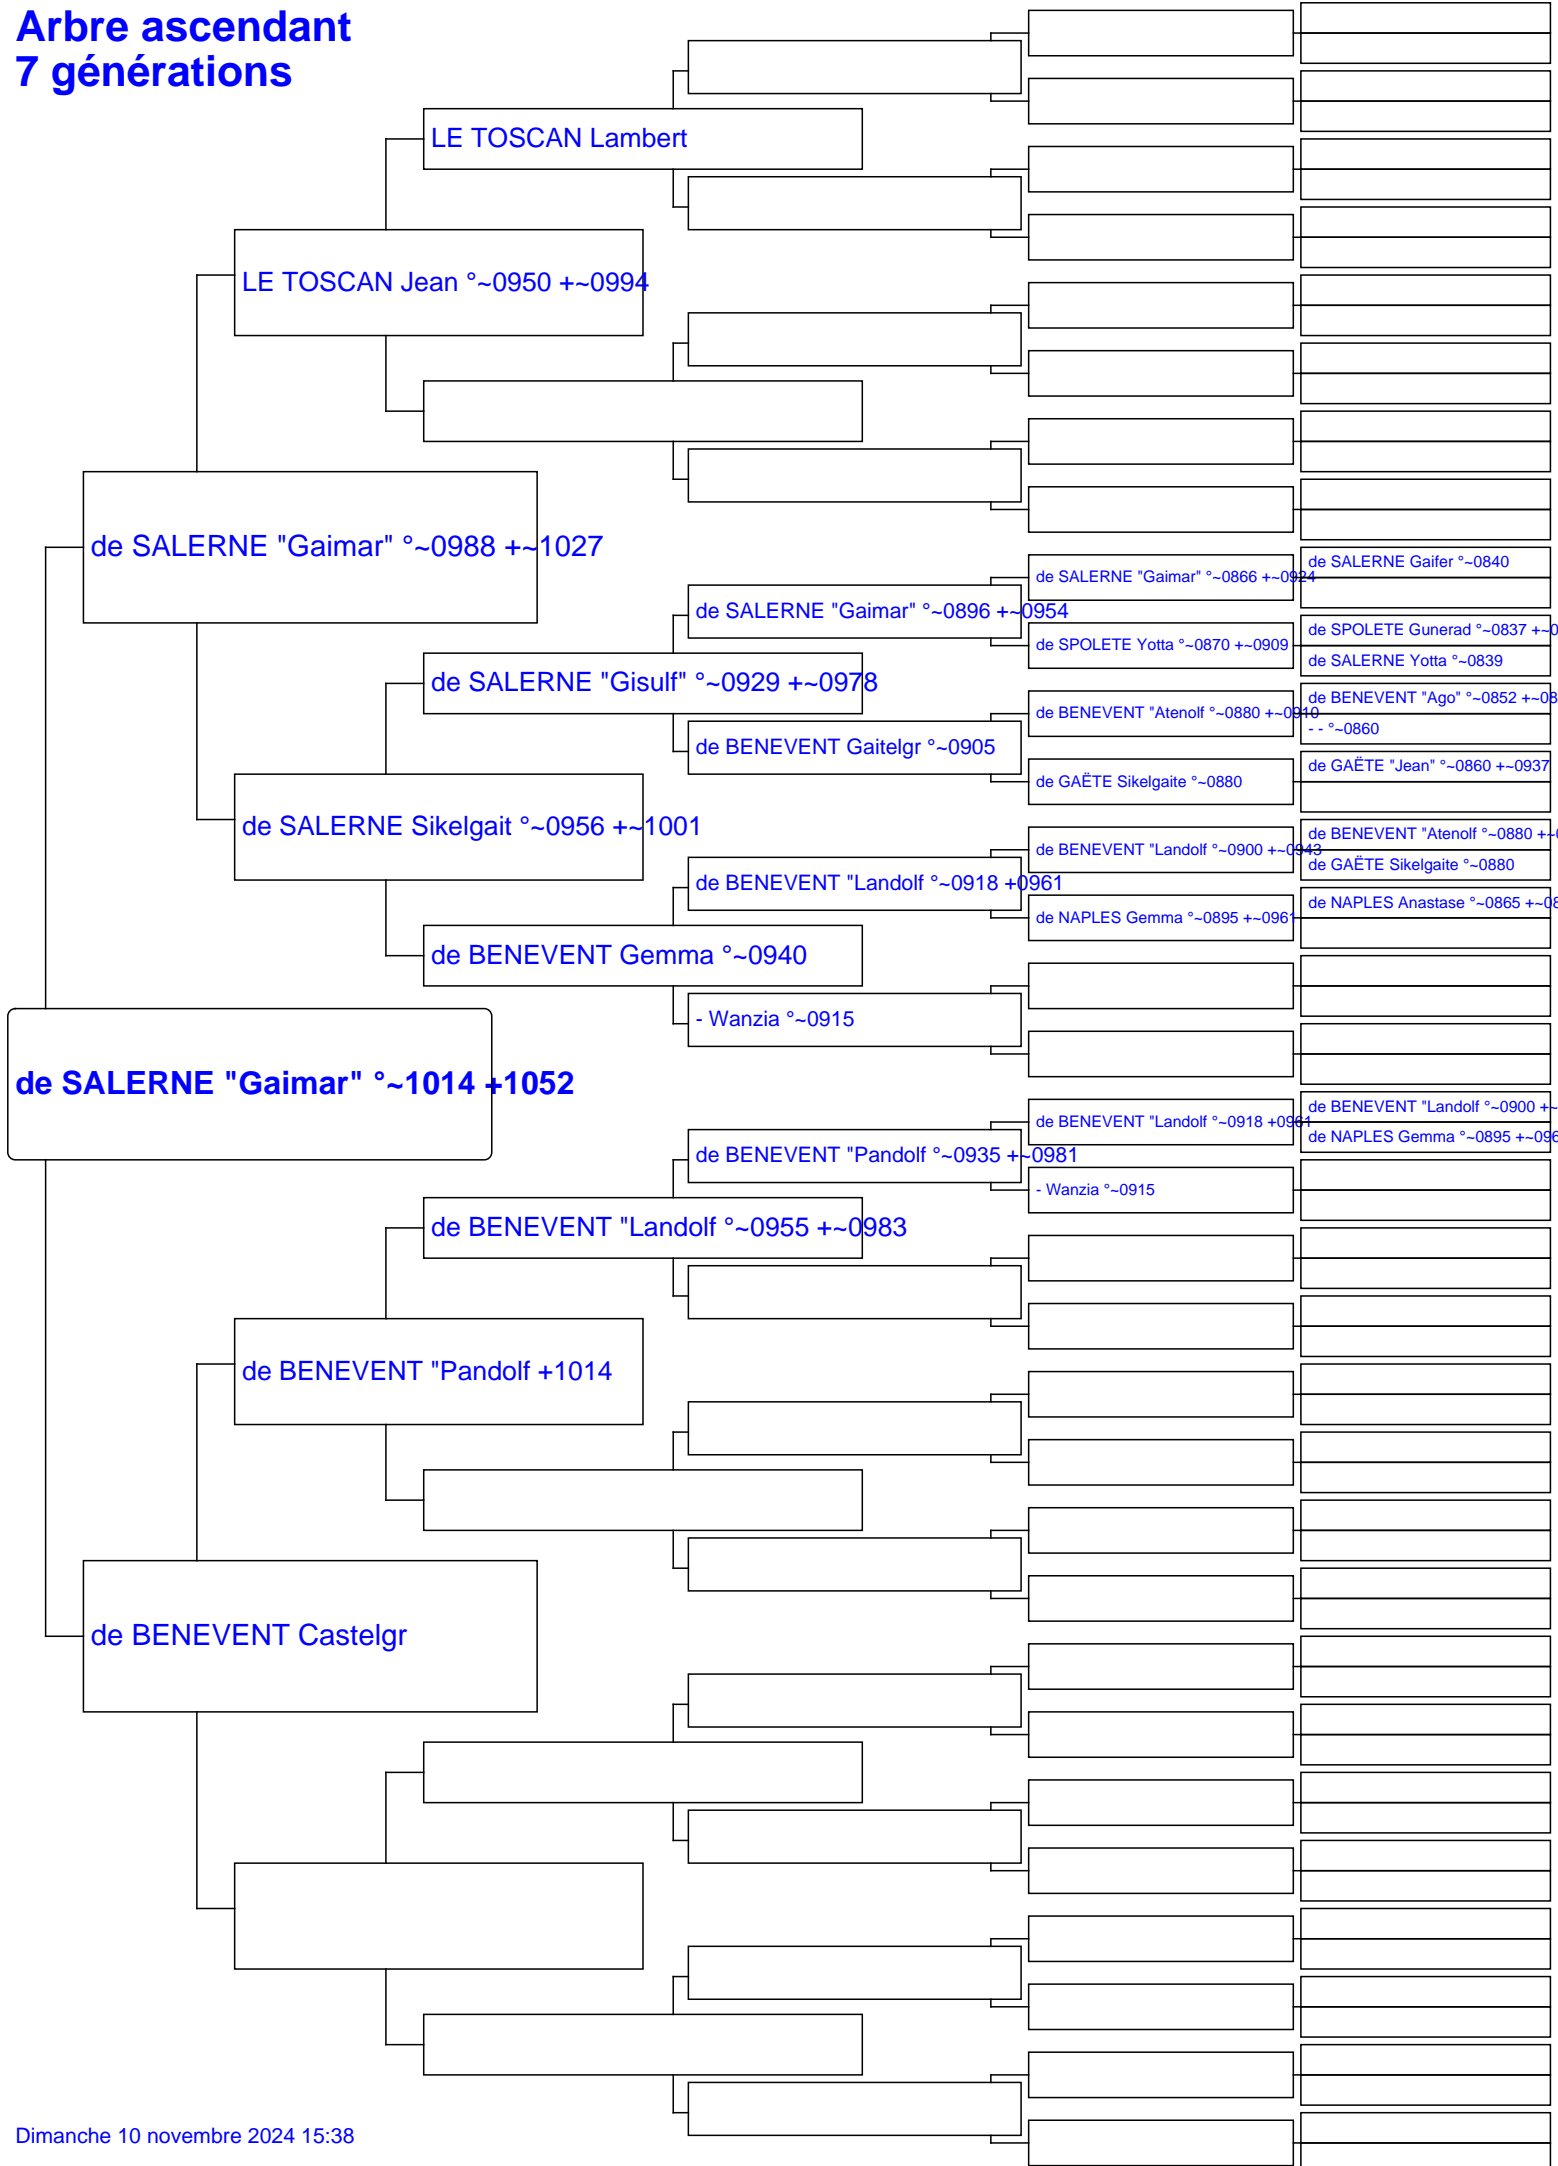 Arbre ascendant
7 générations
LE TOSCAN Lambert
LE TOSCAN Jean °~0950 +~0994
de SALERNE "Gaimar" °~0988 +~1027
de SALERNE Gaifer °~0840
de SALERNE "Gaimar" °~0866 +~0924
de SALERNE "Gaimar" °~0896 +~0954
de SPOLETE Gunerad °~0837 +~0
de SPOLETE Yotta °~0870 +~0909
de SALERNE Yotta °~0839
de SALERNE "Gisulf" °~0929 +~0978
de BENEVENT "Ago" °~0852 +~08
de BENEVENT "Atenolf °~0880 +~0910
- - °~0860
de BENEVENT Gaitelgr °~0905
de GAËTE "Jean" °~0860 +~0937
de GAËTE Sikelgaite °~0880
de SALERNE Sikelgait °~0956 +~1001
de BENEVENT "Atenolf °~0880 +~0
de BENEVENT "Landolf °~0900 +~0943
de GAËTE Sikelgaite °~0880
de BENEVENT "Landolf °~0918 +0961
de NAPLES Anastase °~0865 +~08
de NAPLES Gemma °~0895 +~0961
de BENEVENT Gemma °~0940
- Wanzia °~0915
de SALERNE "Gaimar" °~1014 +1052
de BENEVENT "Landolf °~0900 +~
de BENEVENT "Landolf °~0918 +0961
de NAPLES Gemma °~0895 +~096
de BENEVENT "Pandolf °~0935 +~0981
- Wanzia °~0915
de BENEVENT "Landolf °~0955 +~0983
de BENEVENT "Pandolf +1014
de BENEVENT Castelgr
Dimanche 10 novembre 2024 15:38